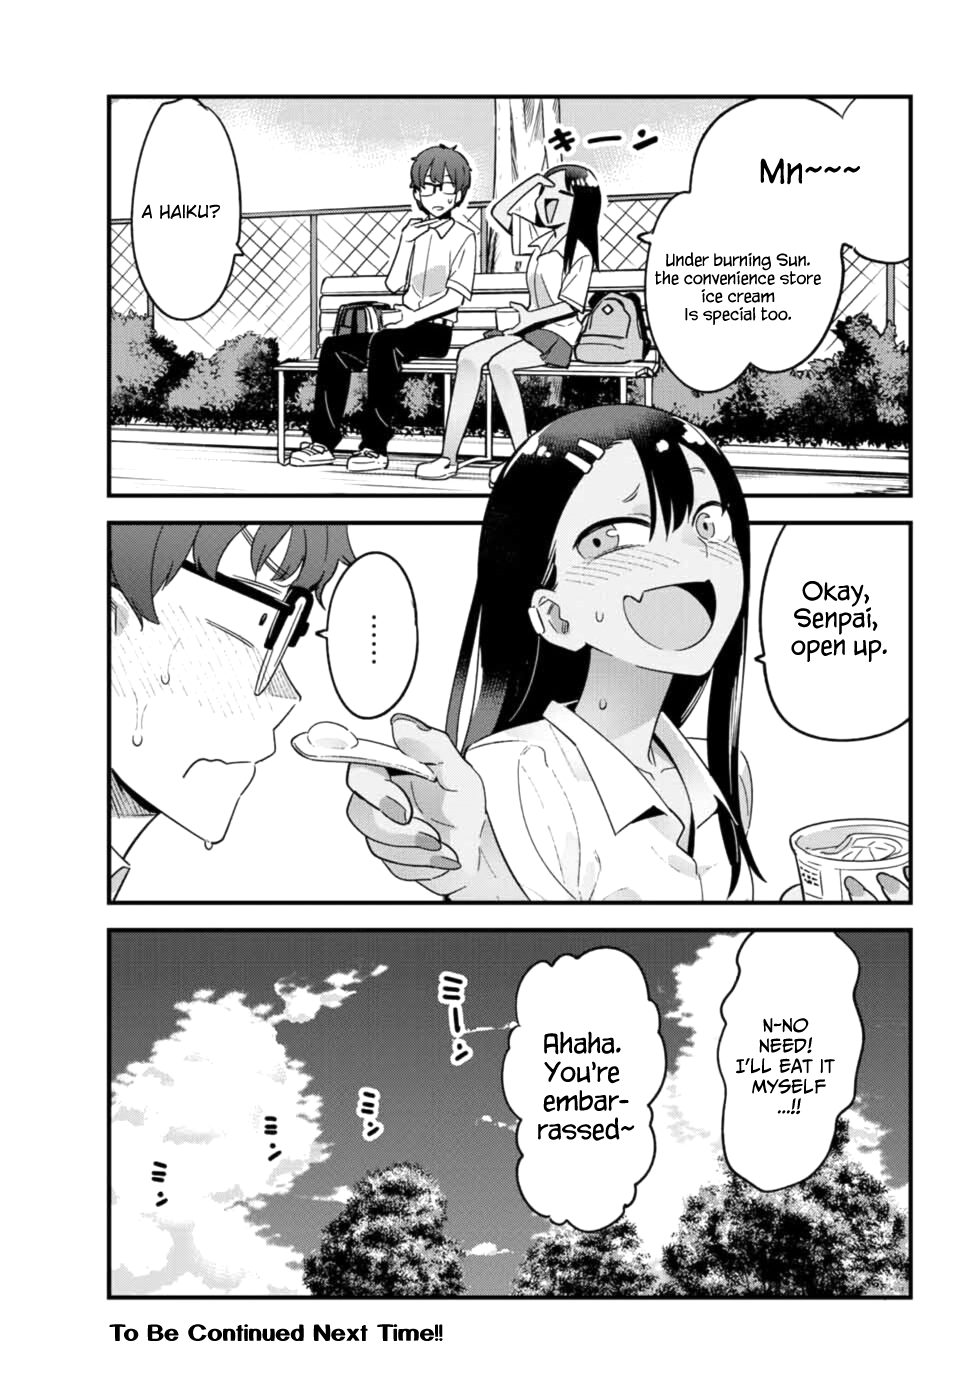 Mn~~~
Under burning Sun.
the convenience store
ice cream
Is special too.
キーン
A HAIKU?
Okay,
Senpai,
open up.
........
N-NO
NEED!
I'LL EAT IT
MYSELF
...!!
Ahaha.
You're
embar-
rassed~
ミーン
ミン
ミン
ミン
To Be Continued Next Time!!